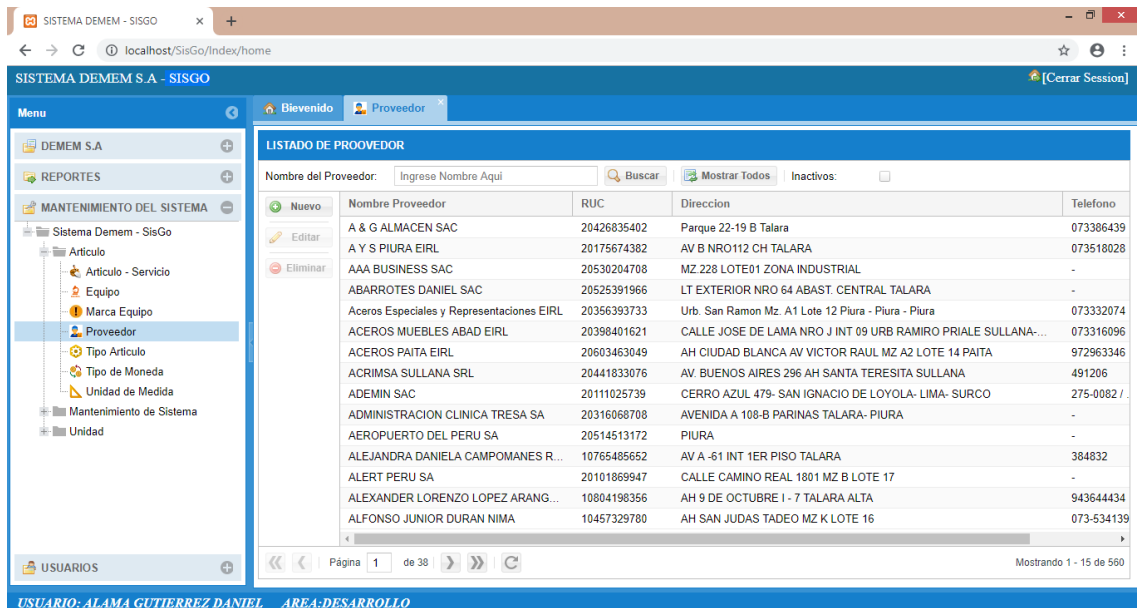 SISTEMA DEMEM - SISGO
localhost/SisGo/Index/home
SISTEMA DEMEM S.A - SISGO [Cerrar Session]
Menu
Bievenido Proveedor
DEMEM S.A
REPORTES
MANTENIMIENTO DEL SISTEMA
Sistema Demem - SisGo
Articulo
Articulo - Servicio
Equipo
Marca Equipo
Proveedor
Tipo Articulo
Tipo de Moneda
Unidad de Medida
Mantenimiento de Sistema
Unidad
USUARIOS
LISTADO DE PROOVEDOR
Nombre del Proveedor: Ingrese Nombre Aqui Buscar Mostrar Todos Inactivos:
Nuevo
Editar
Eliminar
Nombre Proveedor RUC Direccion Telefono
A & G ALMACEN SAC 20426835402 Parque 22-19 B Talara 073386439
A Y S PIURA EIRL 20175674382 AV B NRO112 CH TALARA 073518028
AAA BUSINESS SAC 20530204708 MZ.228 LOTE01 ZONA INDUSTRIAL -
ABARROTES DANIEL SAC 20525391966 LT EXTERIOR NRO 64 ABAST. CENTRAL TALARA -
Aceros Especiales y Representaciones EIRL 20356393733 Urb. San Ramon Mz. A1 Lote 12 Piura - Piura - Piura 073332074
ACEROS MUEBLES ABAD EIRL 20398401621 CALLE JOSE DE LAMA NRO J INT 09 URB RAMIRO PRIALE SULLANA-... 073316096
ACEROS PAITA EIRL 20603463049 AH CIUDAD BLANCA AV VICTOR RAUL MZ A2 LOTE 14 PAITA 972963346
ACRIMSA SULLANA SRL 20441833076 AV. BUENOS AIRES 296 AH SANTA TERESITA SULLANA 491206
ADEMIN SAC 20111025739 CERRO AZUL 479- SAN IGNACIO DE LOYOLA- LIMA- SURCO 275-0082 / .
ADMINISTRACION CLINICA TRESA SA 20316068708 AVENIDA A 108-B PARINAS TALARA- PIURA -
AEROPUERTO DEL PERU SA 20514513172 PIURA -
ALEJANDRA DANIELA CAMPOMANES R... 10765485652 AV A -61 INT 1ER PISO TALARA 384832
ALERT PERU SA 20101869947 CALLE CAMINO REAL 1801 MZ B LOTE 17 -
ALEXANDER LORENZO LOPEZ ARANG... 10804198356 AH 9 DE OCTUBRE I - 7 TALARA ALTA 943644434
ALFONSO JUNIOR DURAN NIMA 10457329780 AH SAN JUDAS TADEO MZ K LOTE 16 073-534139
Página 1 de 38 Mostrando 1 - 15 de 560
USUARIO: ALAMA GUTIERREZ DANIEL AREA:DESARROLLO